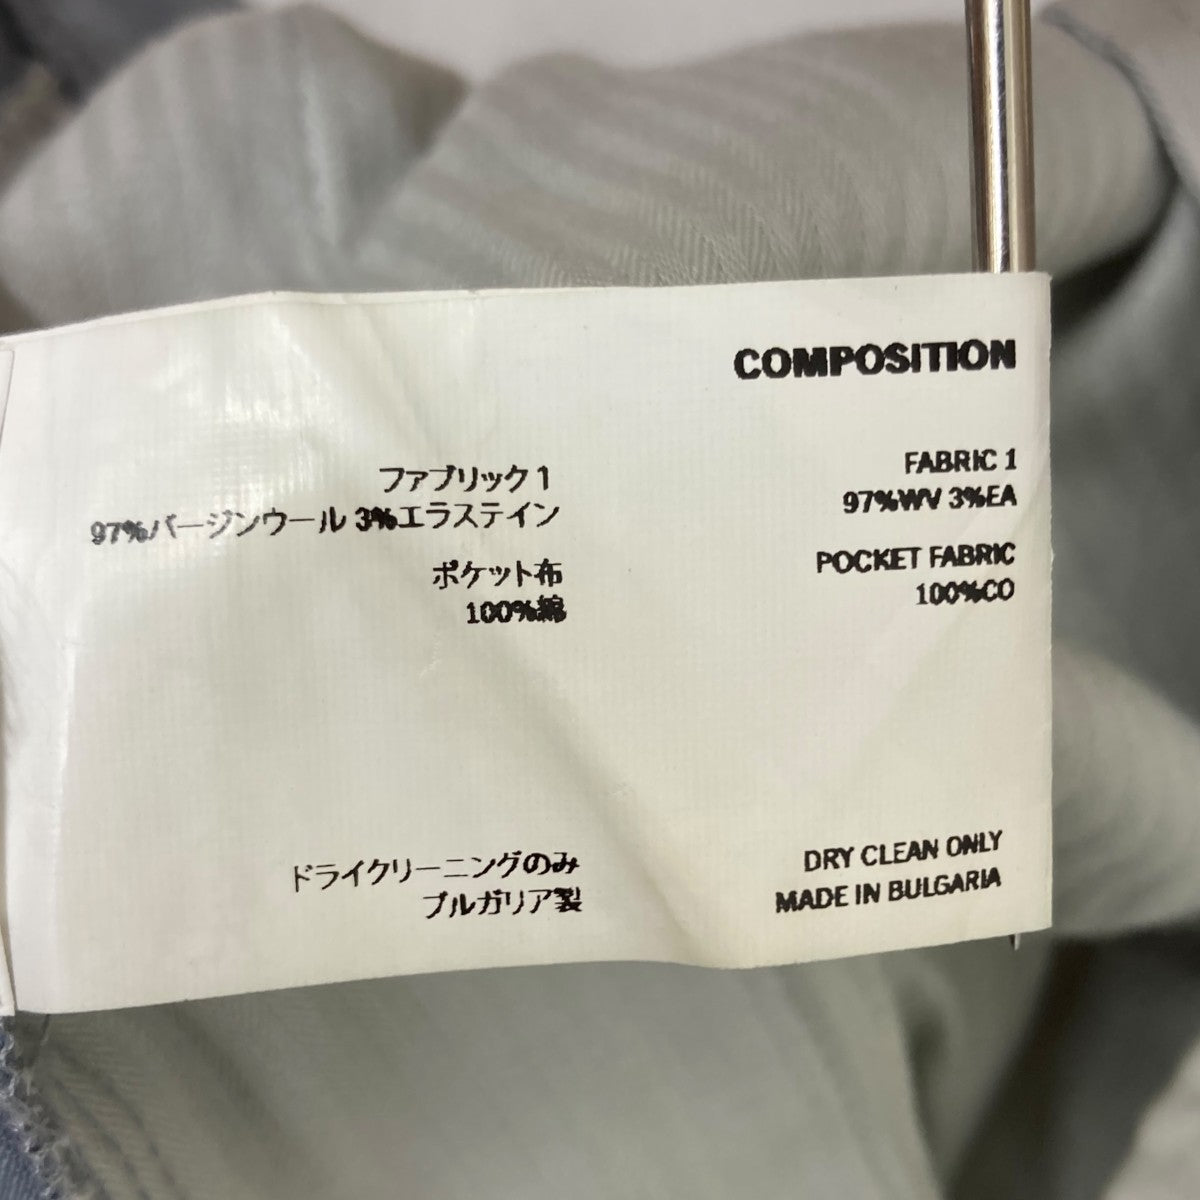 COMPOSITION
ファブリック1
97%バージンウール 3%エラステイン
ポケット布
100%綿
FABRIC 1
97%WV 3%EA
POCKET FABRIC
100%CO
ドライクリーニングのみ
ブルガリア製
DRY CLEAN ONLY
MADE IN BULGARIA